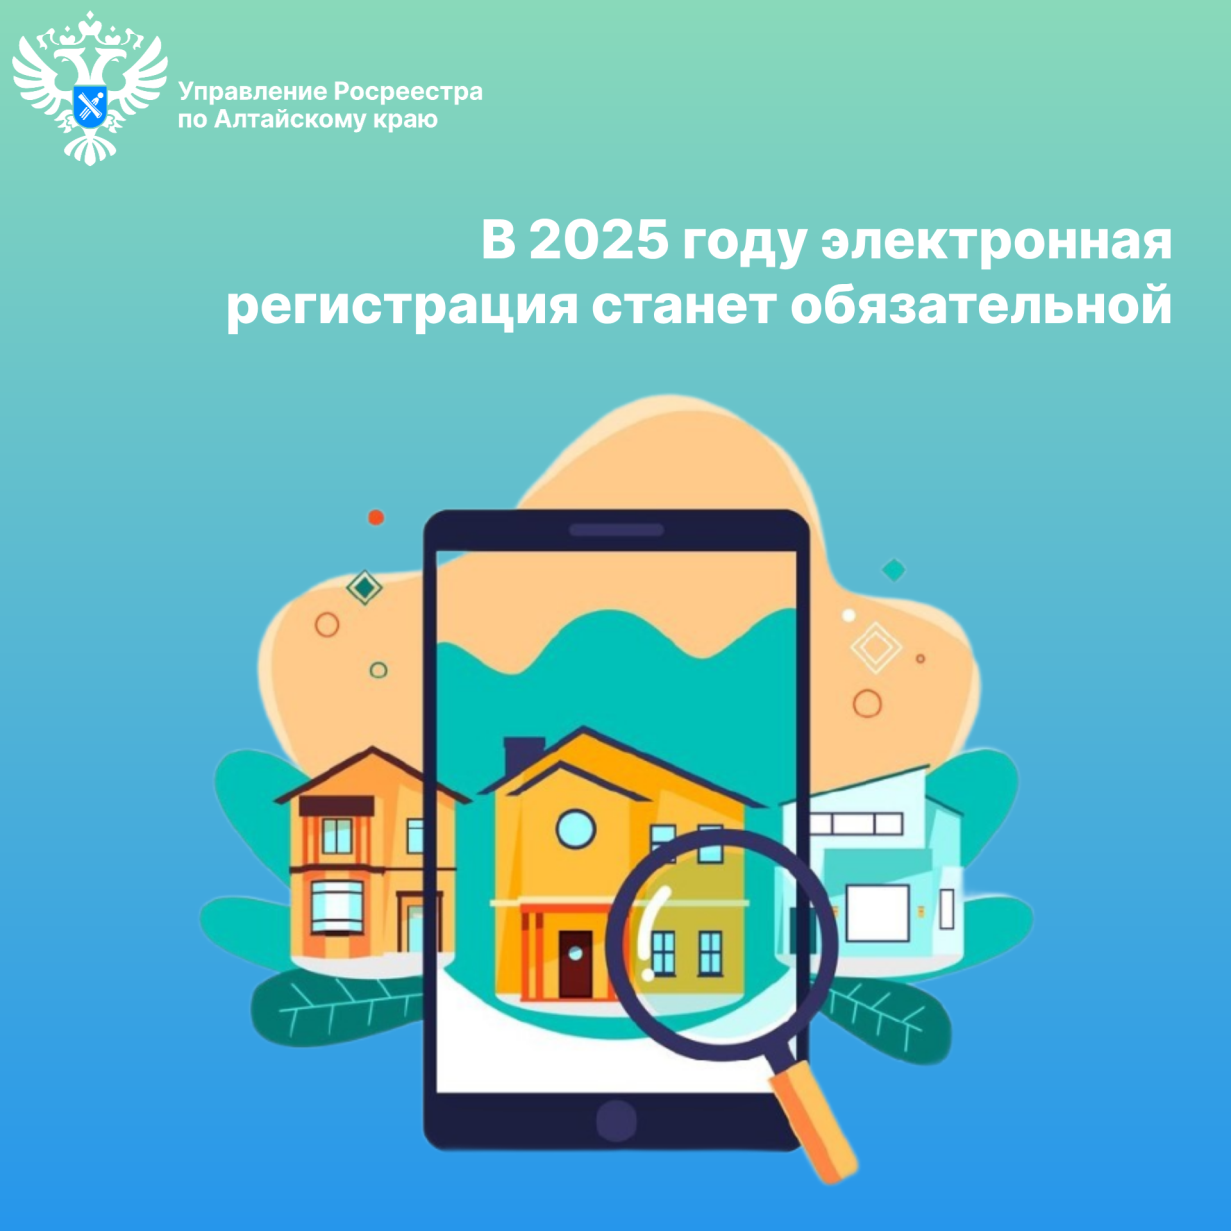 Управление Росреестра
по Алтайскому краю
В 2025 году электронная
регистрация станет обязательной